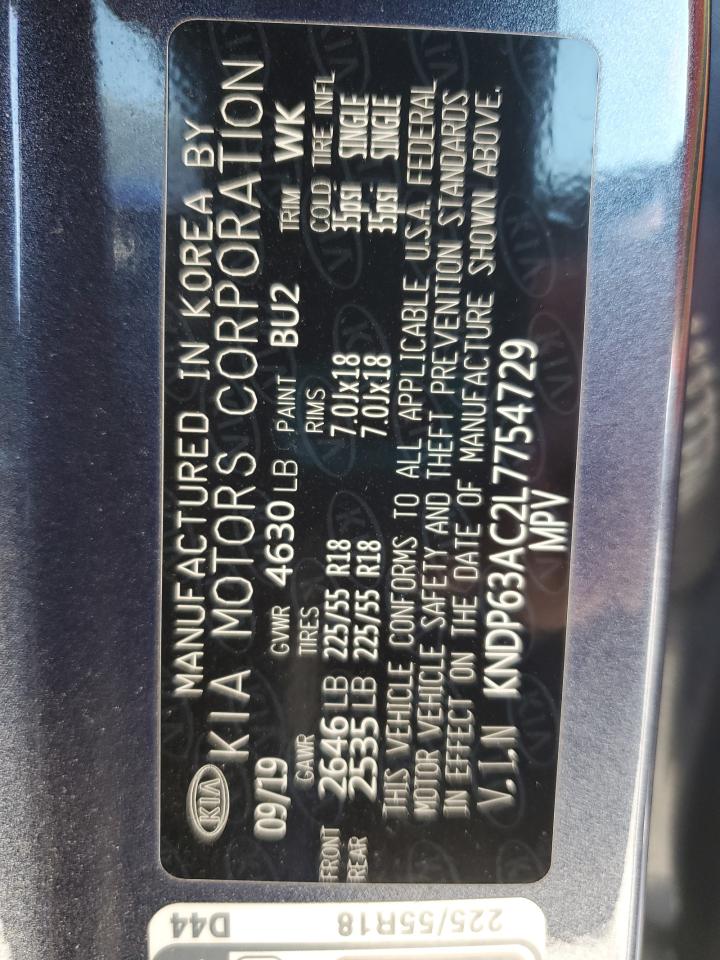 MANUFACTURED IN KOREA BY
KIA KIA MOTORS CORPORATION
09/19 GVWR 4630 LB PAINT BU2 TRIM WK
GAWR TIRES RIMS COLD TIRE INFL
FRONT 2646 LB 225/55 R18 7.0Jx18 35psi SINGLE
REAR 2535 LB 225/55 R18 7.0Jx18 35psi SINGLE
THIS VEHICLE CONFORMS TO ALL APPLICABLE U.S.A. FEDERAL
MOTOR VEHICLE SAFETY AND THEFT PREVENTION STANDARDS
IN EFFECT ON THE DATE OF MANUFACTURE SHOWN ABOVE.
V.I.N KNDP63AC2L7754729
MPV
225/55R18 D44